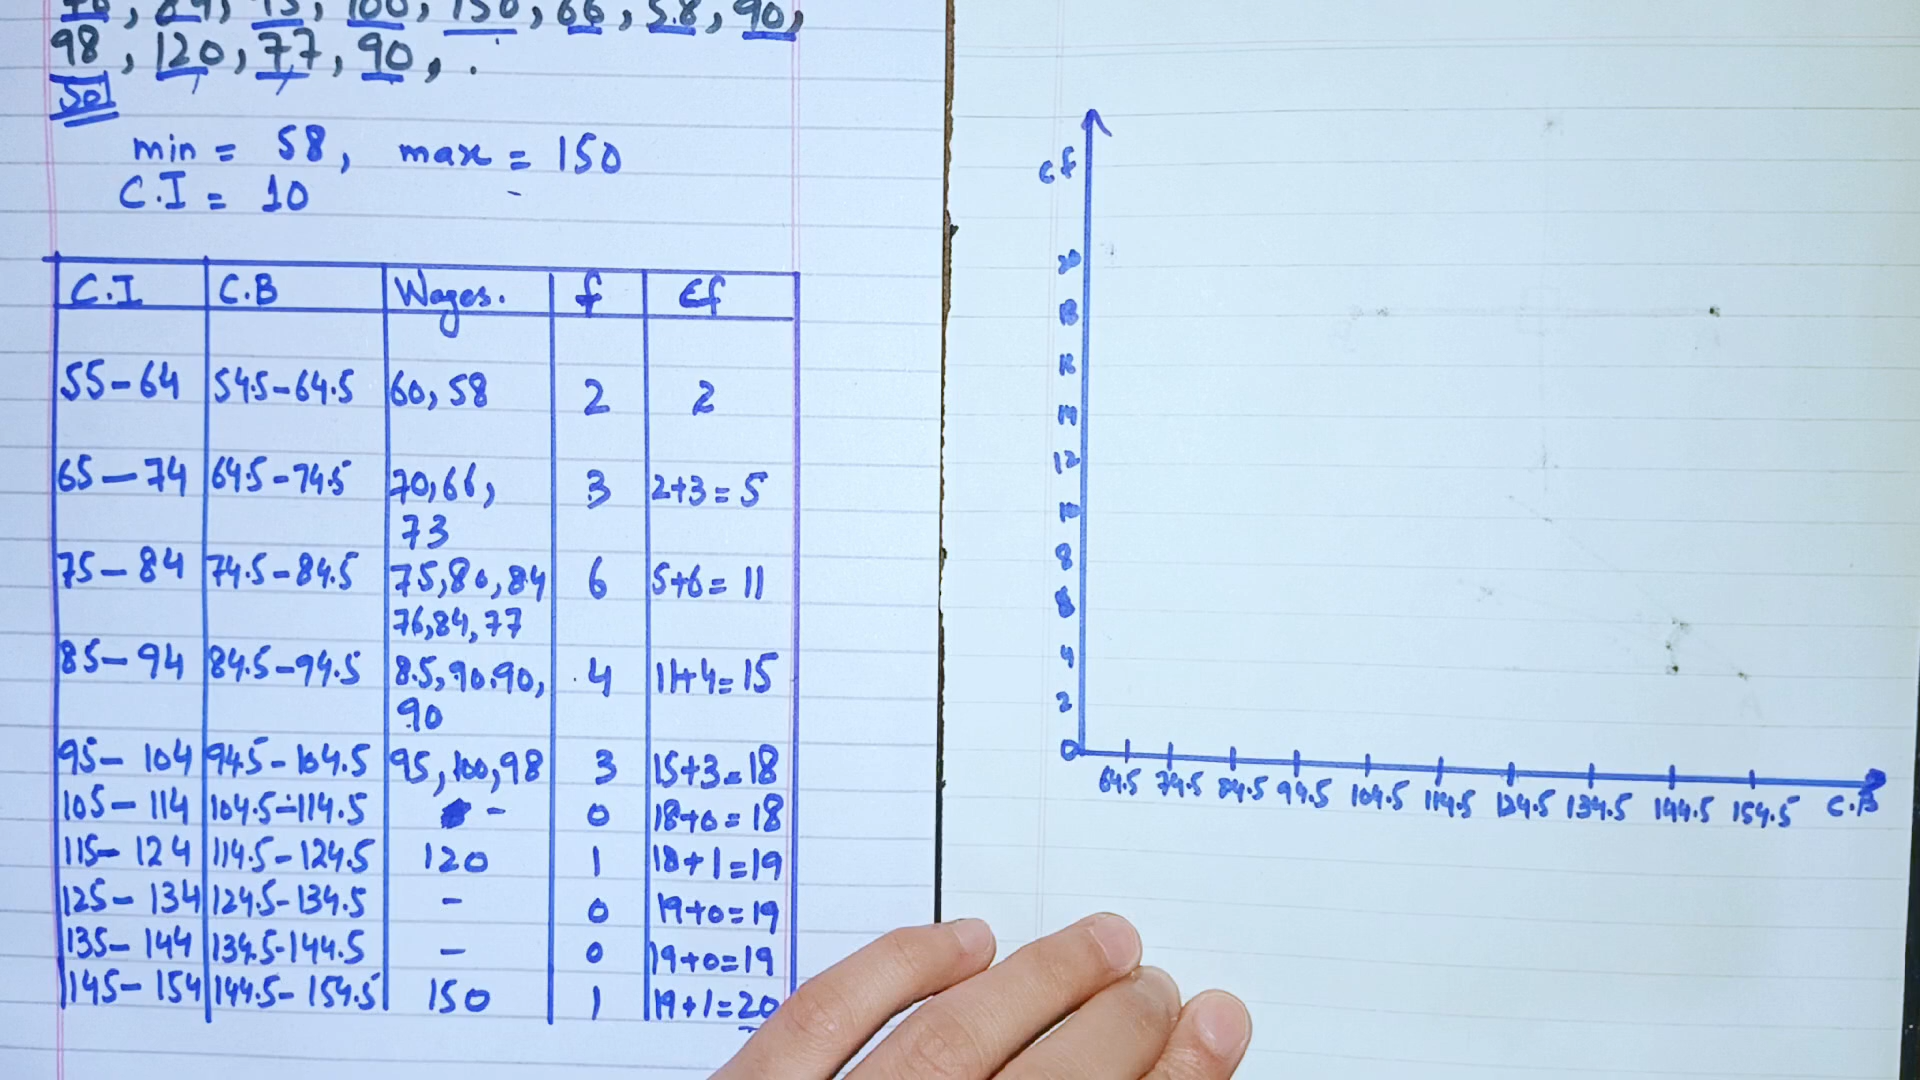 150, 66, 58, 90,
98, 120, 77, 90, .
Sol
min = 58, max = 150
C.I = 10
C.I C.B Wages. f Cf
55-64 54.5-64.5 60, 58 2 2
65-74 64.5-74.5 70, 66, 3 2+3=5
73
75-84 74.5-84.5 75, 80, 84 6 5+6=11
76, 84, 77
85-94 84.5-94.5 85, 90, 90, 4 11+4=15
90
95-104 94.5-104.5 95, 100, 98 3 15+3=18
105-114 104.5-114.5 - 0 18+0=18
115-124 114.5-124.5 120 1 18+1=19
125-134 124.5-134.5 - 0 19+0=19
135-144 134.5-144.5 - 0 19+0=19
145-154 144.5-154.5 150 1 19+1=20
cf
20
18
16
14
12
10
8
6
4
2
0
64.5 74.5 84.5 94.5 104.5 114.5 124.5 134.5 144.5 154.5 C.B